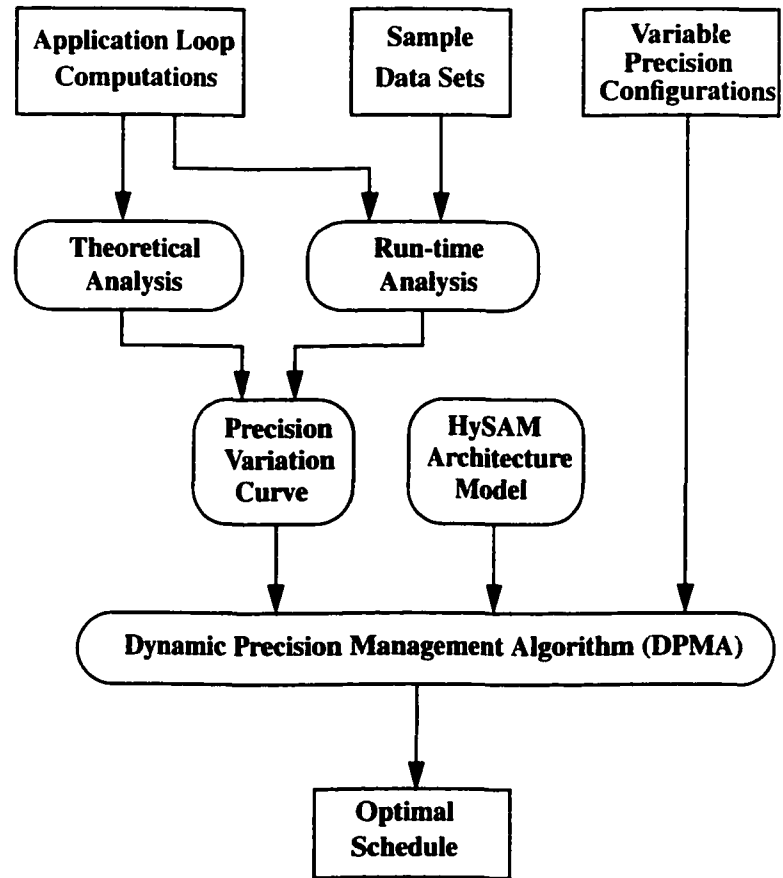 Application Loop
Computations
Sample
Data Sets
Variable
Precision
Configurations
Theoretical
Analysis
Run-time
Analysis
Precision
Variation
Curve
HySAM
Architecture
Model
Dynamic Precision Management Algorithm (DPMA)
Optimal
Schedule